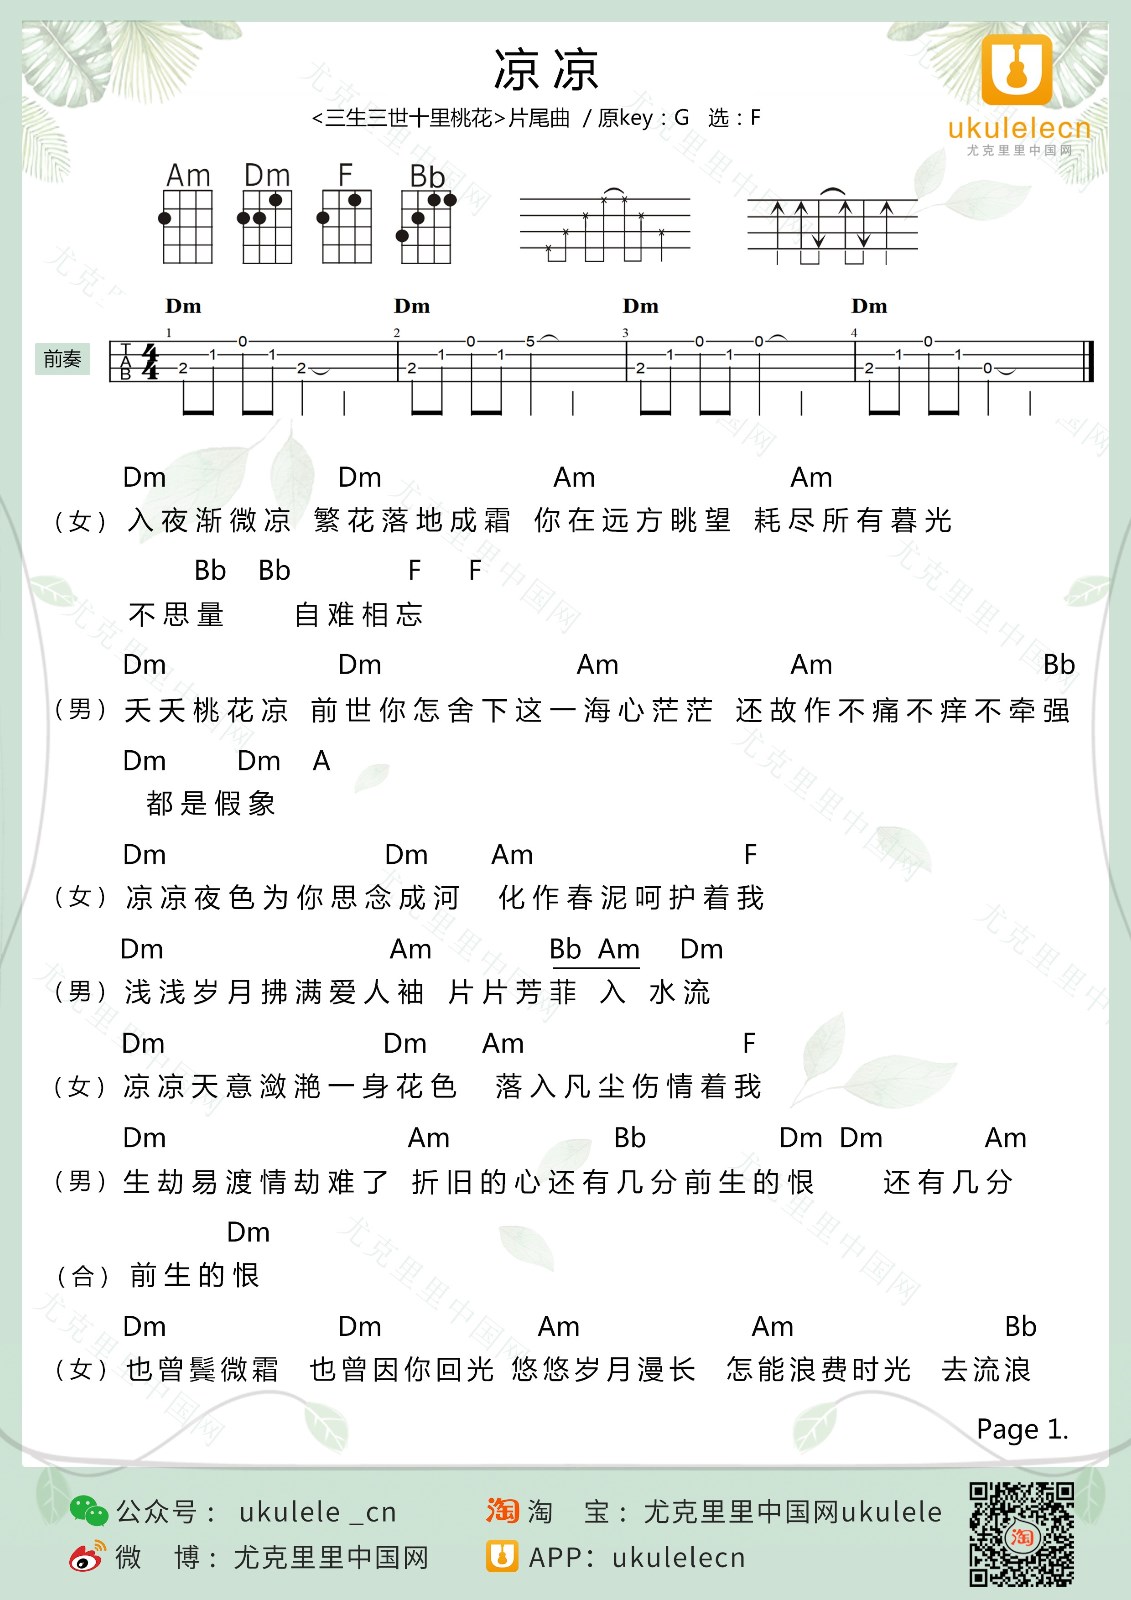 凉凉
<三生三世十里桃花>片尾曲 / 原key：G 选：F
ukulelecn
尤克里里中国网
Am Dm F Bb
Dm Dm Dm Dm
前奏
1 2 3 4
TAB 4/4 2 1 0 1 2 2 1 0 1 5 2 1 0 1 0 2 1 0 1 0
Dm Dm Am Am
（女）入夜渐微凉 繁花落地成霜 你在远方眺望 耗尽所有暮光
Bb Bb F F
不思量 自难相忘
Dm Dm Am Am Bb
（男）夭夭桃花凉 前世你怎舍下这一海心茫茫 还故作不痛不痒不牵强
Dm Dm A
都是假象
Dm Dm Am F
（女）凉凉夜色为你思念成河 化作春泥呵护着我
Dm Am Bb Am Dm
（男）浅浅岁月拂满爱人袖 片片芳菲 入 水流
Dm Dm Am F
（女）凉凉天意潋滟一身花色 落入凡尘伤情着我
Dm Am Bb Dm Dm Am
（男）生劫易渡情劫难了 折旧的心还有几分前生的恨 还有几分
Dm
（合）前生的恨
Dm Dm Am Am Bb
（女）也曾鬓微霜 也曾因你回光 悠悠岁月漫长 怎能浪费时光 去流浪
Page 1.
公众号：ukulele _cn
淘 淘 宝：尤克里里中国网ukulele
微 博：尤克里里中国网
APP：ukulelecn
淘